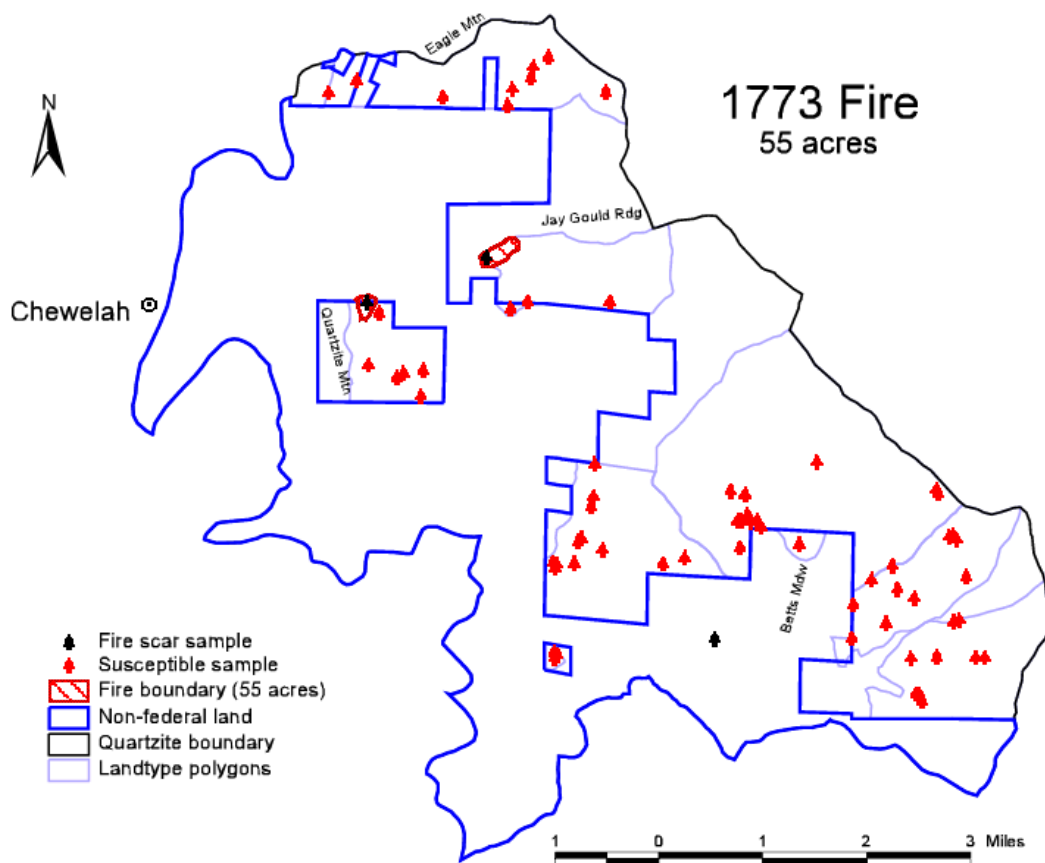 Eagle Mtn
N
1773 Fire
55 acres
Jay Gould Rdg
Chewelah
Quartzite Mtn
Betts Mdw
Fire scar sample
Susceptible sample
Fire boundary (55 acres)
Non-federal land
Quartzite boundary
Landtype polygons
1 0 1 2 3 Miles